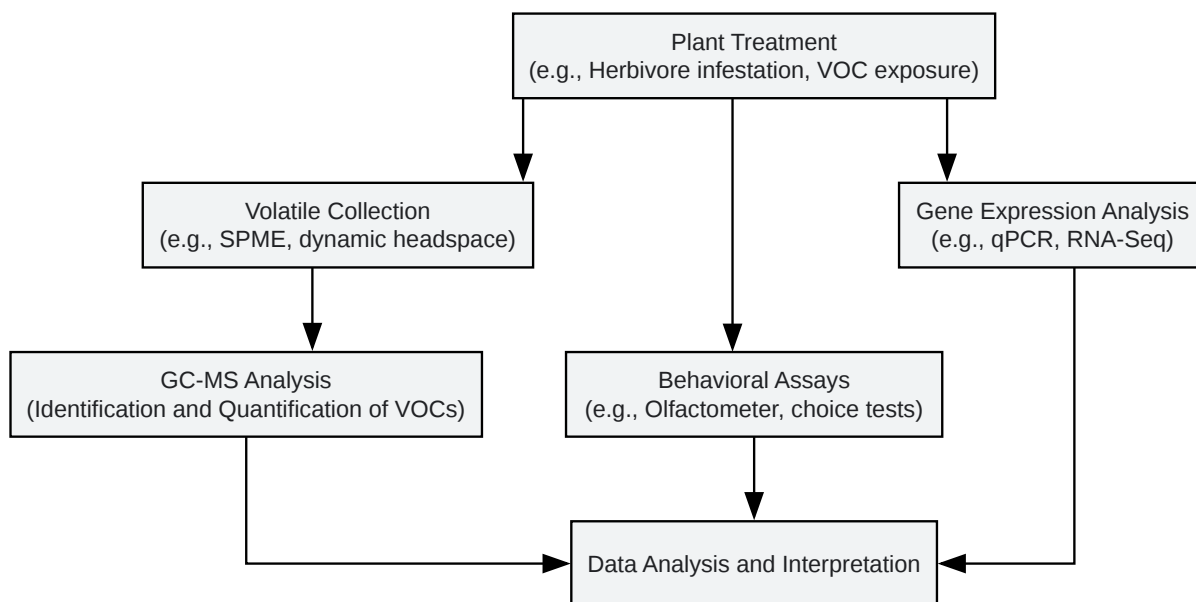 Plant Treatment
(e.g., Herbivore infestation, VOC exposure)
Volatile Collection
(e.g., SPME, dynamic headspace)
Gene Expression Analysis
(e.g., qPCR, RNA-Seq)
GC-MS Analysis
(Identification and Quantification of VOCs)
Behavioral Assays
(e.g., Olfactometer, choice tests)
Data Analysis and Interpretation